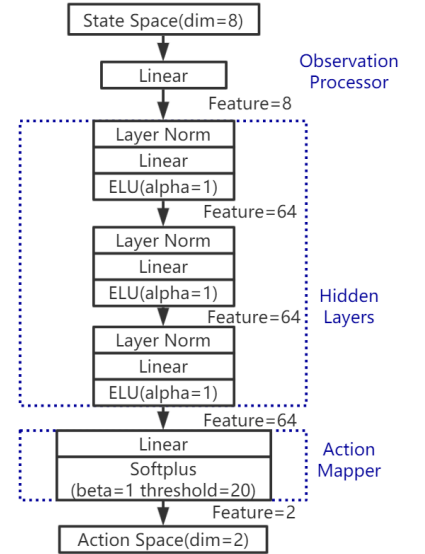 State Space(dim=8)
Linear
Observation
Processor
Feature=8
Layer Norm
Linear
ELU(alpha=1)
Feature=64
Layer Norm
Linear
ELU(alpha=1)
Hidden
Layers
Feature=64
Layer Norm
Linear
ELU(alpha=1)
Feature=64
Linear
Softplus
(beta=1 threshold=20)
Action
Mapper
Feature=2
Action Space(dim=2)